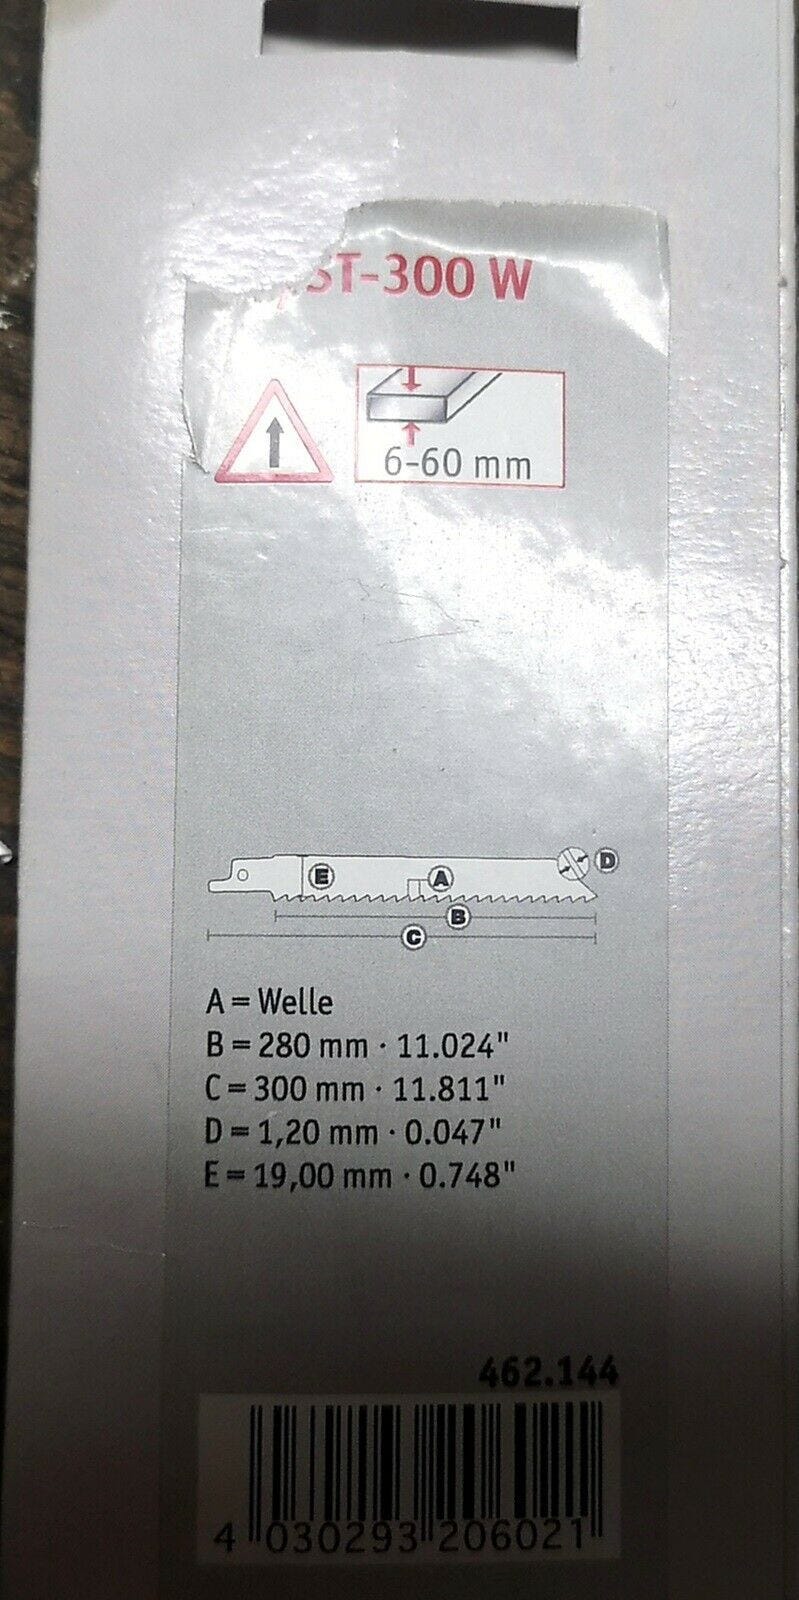 ST-300 W
6-60 mm
E
A
D
B
C
A = Welle
B = 280 mm · 11.024"
C = 300 mm · 11.811"
D = 1,20 mm · 0.047"
E = 19,00 mm · 0.748"
462.144
4 030293 206021